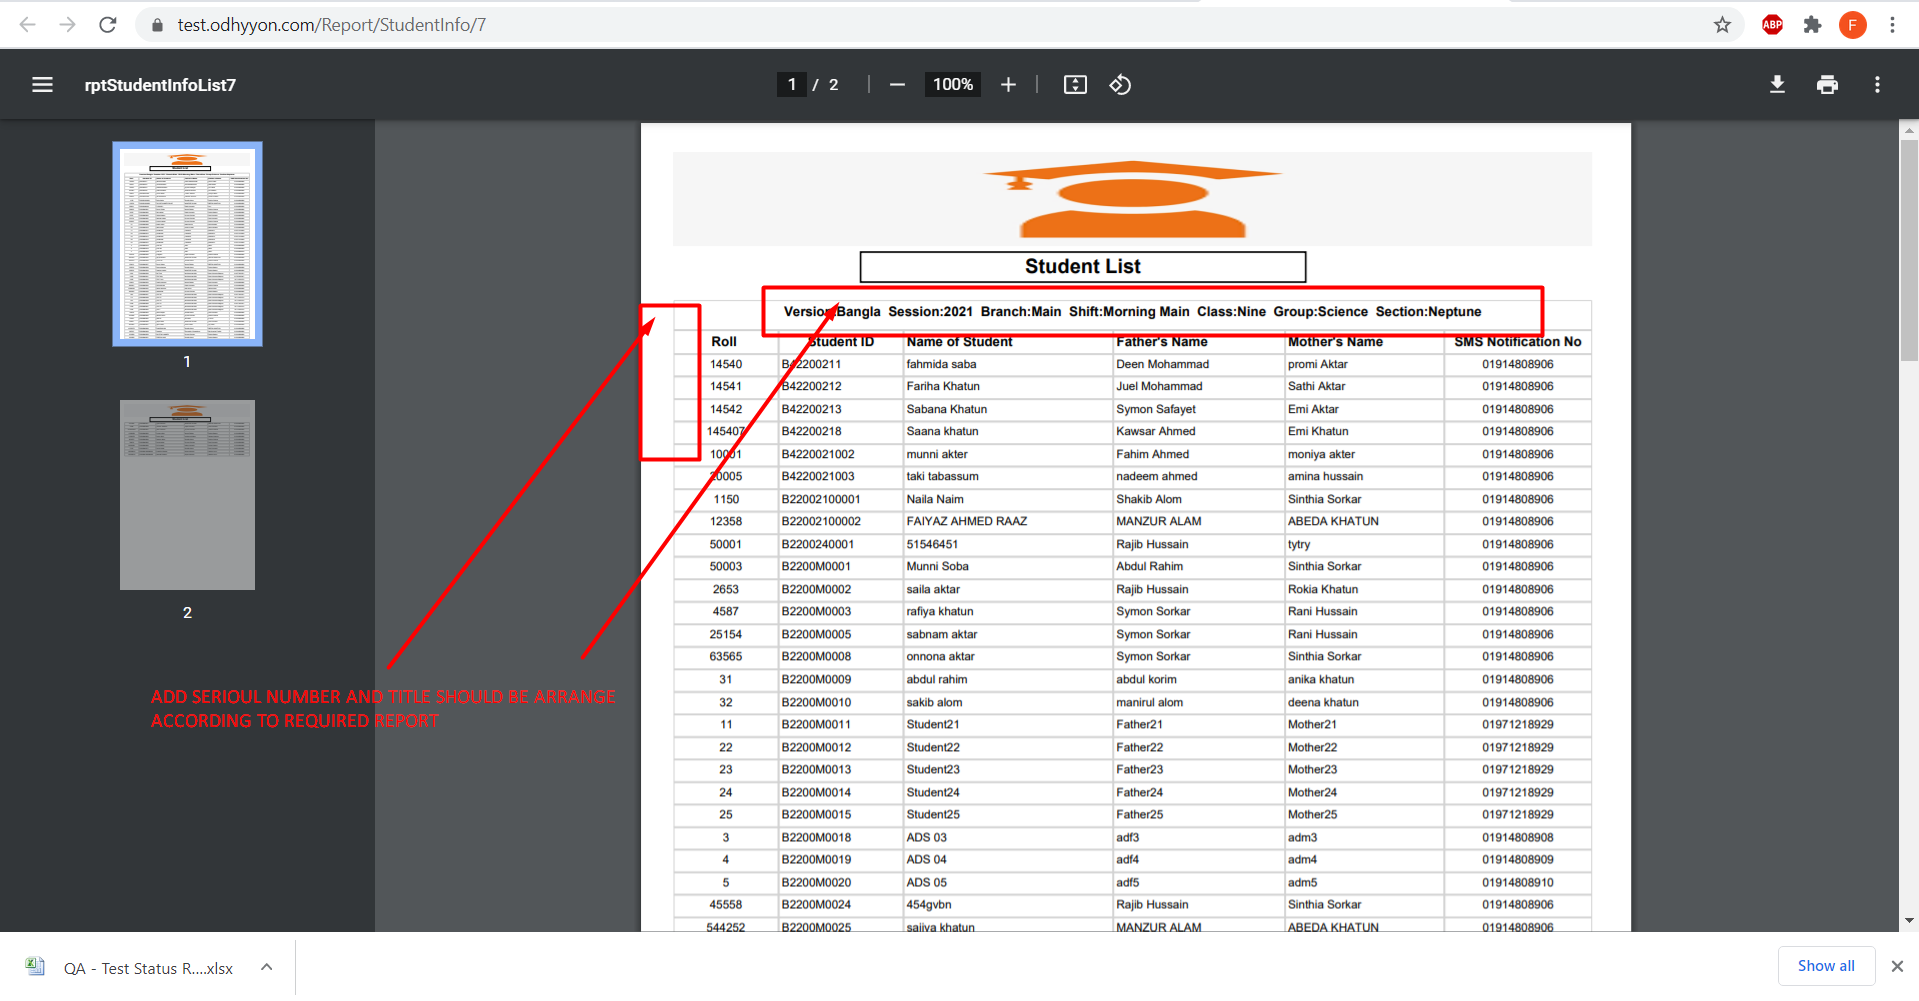 test.odhyyon.com/Report/StudentInfo/7
ABP
F
rptStudentInfoList7
1 / 2
100%
Student List
Version:Bangla Session:2021 Branch:Main Shift:Morning Main Class:Nine Group:Science Section:Neptune
Roll Student ID Name of Student Father's Name Mother's Name SMS Notification No
14540 B42200211 fahmida saba Deen Mohammad promi Aktar 01914808906
14541 B42200212 Fariha Khatun Juel Mohammad Sathi Aktar 01914808906
14542 B42200213 Sabana Khatun Symon Safayet Emi Aktar 01914808906
145407 B42200218 Saana khatun Kawsar Ahmed Emi Khatun 01914808906
10001 B4220021002 munni akter Fahim Ahmed moniya akter 01914808906
20005 B4220021003 taki tabassum nadeem ahmed amina hussain 01914808906
1150 B22002100001 Naila Naim Shakib Alom Sinthia Sorkar 01914808906
12358 B22002100002 FAIYAZ AHMED RAAZ MANZUR ALAM ABEDA KHATUN 01914808906
50001 B2200240001 51546451 Rajib Hussain tytry 01914808906
50003 B2200M0001 Munni Soba Abdul Rahim Sinthia Sorkar 01914808906
2653 B2200M0002 saila aktar Rajib Hussain Rokia Khatun 01914808906
4587 B2200M0003 rafiya khatun Symon Sorkar Rani Hussain 01914808906
25154 B2200M0005 sabnam aktar Symon Sorkar Rani Hussain 01914808906
63565 B2200M0008 onnona aktar Symon Sorkar Sinthia Sorkar 01914808906
31 B2200M0009 abdul rahim abdul korim anika khatun 01914808906
32 B2200M0010 sakib alom manirul alom deena khatun 01914808906
11 B2200M0011 Student21 Father21 Mother21 01971218929
22 B2200M0012 Student22 Father22 Mother22 01971218929
23 B2200M0013 Student23 Father23 Mother23 01971218929
24 B2200M0014 Student24 Father24 Mother24 01971218929
25 B2200M0015 Student25 Father25 Mother25 01971218929
3 B2200M0018 ADS 03 adf3 adm3 01914808908
4 B2200M0019 ADS 04 adf4 adm4 01914808909
5 B2200M0020 ADS 05 adf5 adm5 01914808910
45558 B2200M0024 454gvbn Rajib Hussain Sinthia Sorkar 01914808906
544252 B2200M0025 sajiya khatun MANZUR ALAM ABEDA KHATUN 01914808906
1
2
ADD SERIOUL NUMBER AND TITLE SHOULD BE ARRANGE
ACCORDING TO REQUIRED REPORT
QA - Test Status R....xlsx
Show all